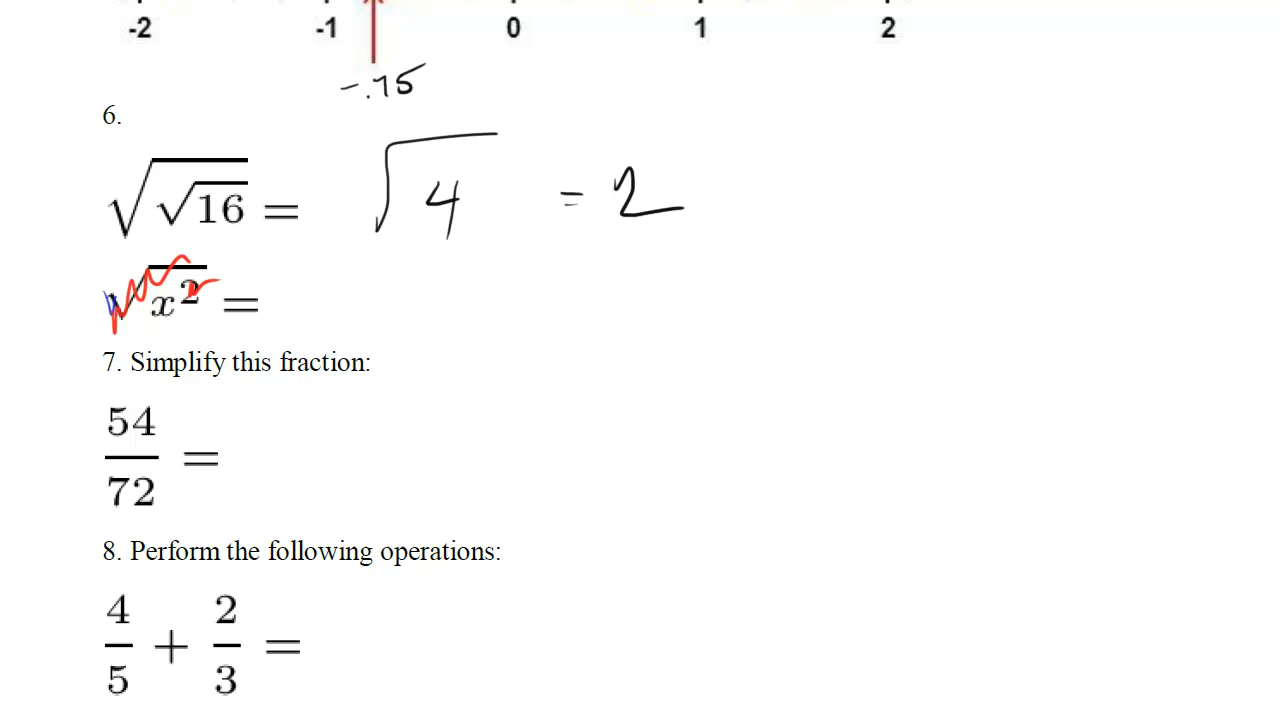 -2 -1 0 1 2
-.75
6.
√√16 = √4 = 2
√x² =
7. Simplify this fraction:
54/72 =
8. Perform the following operations:
4/5 + 2/3 =